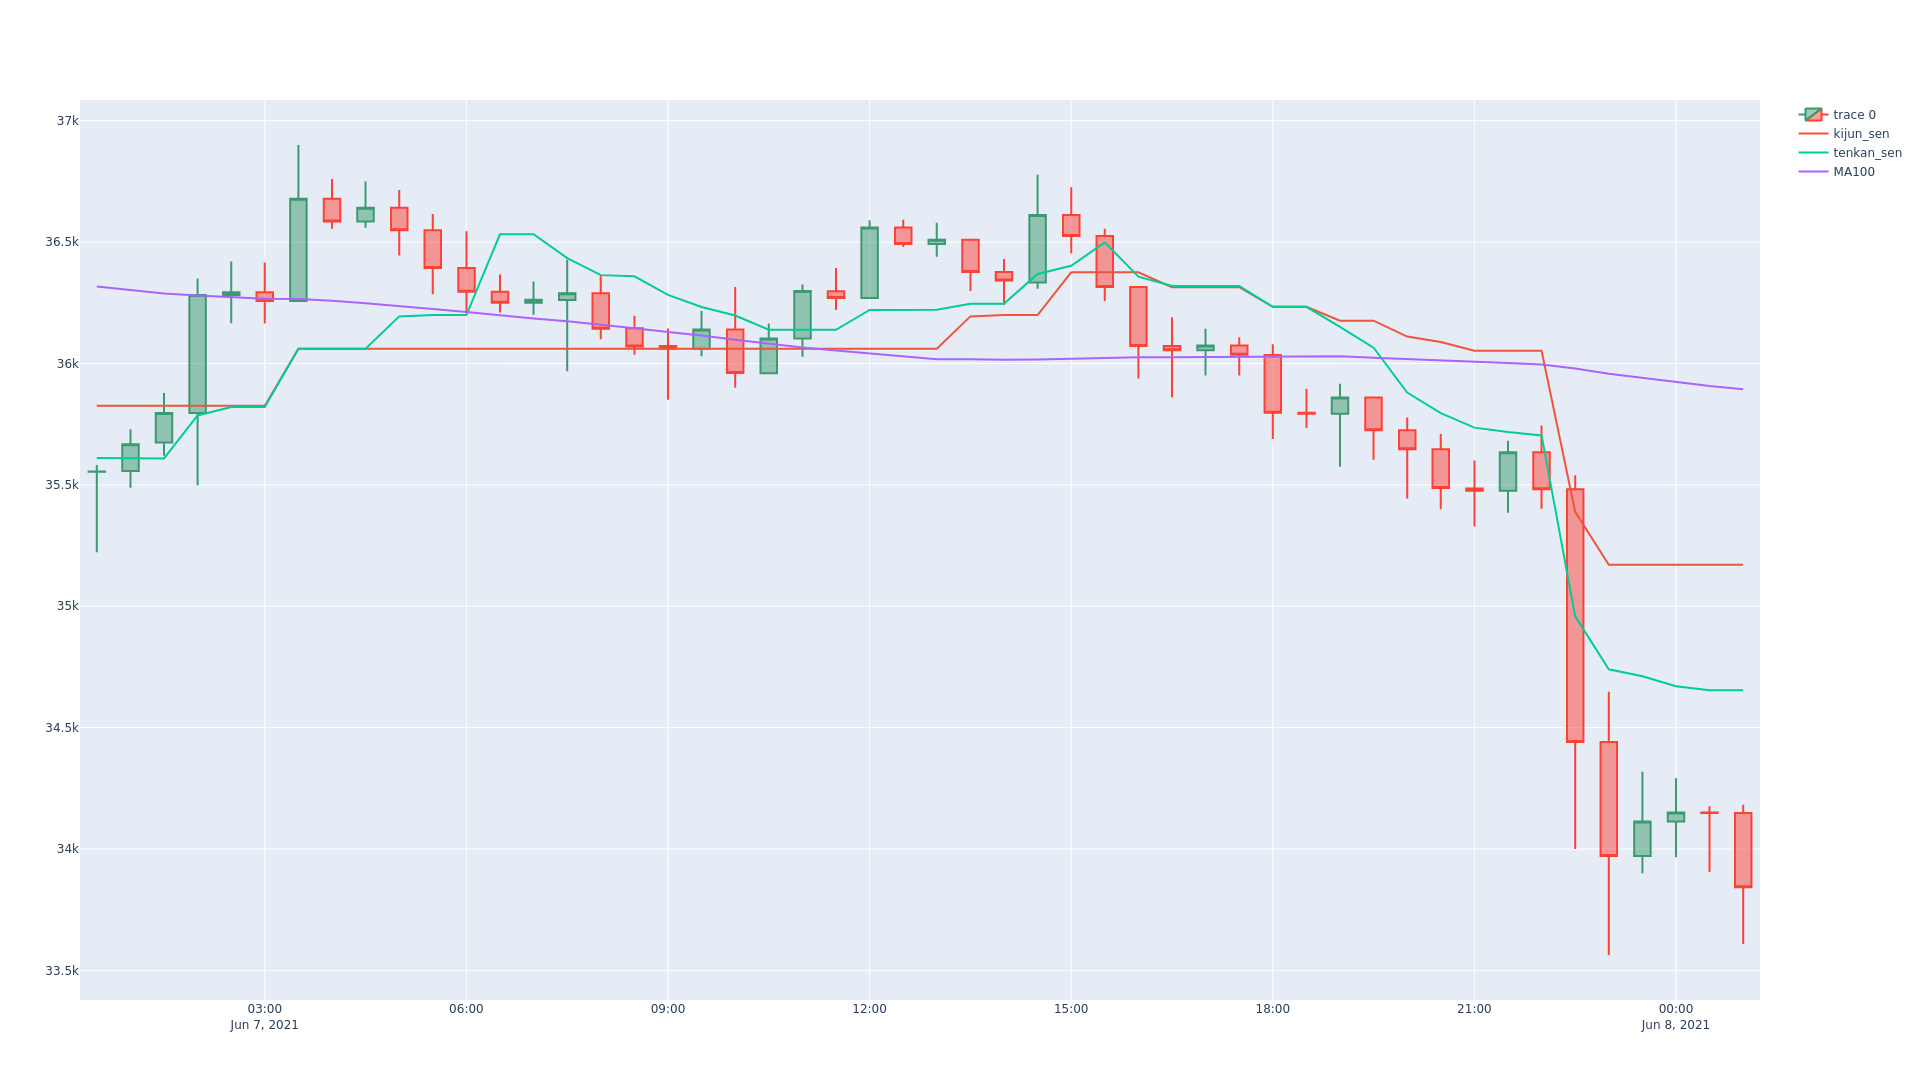 37k
36.5k
36k
35.5k
35k
34.5k
34k
33.5k
03:00
Jun 7, 2021
06:00
09:00
12:00
15:00
18:00
21:00
00:00
Jun 8, 2021
trace 0
kijun_sen
tenkan_sen
MA100